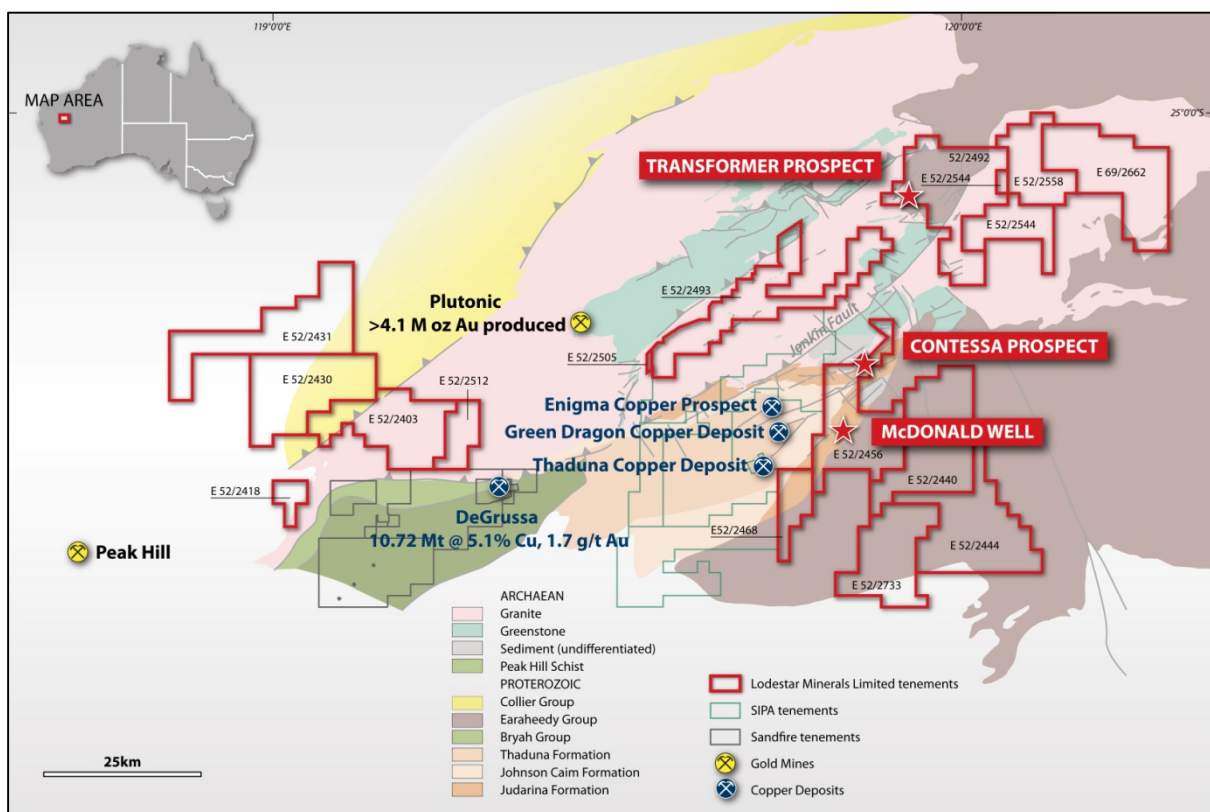 119°0'0"E
120°0'0"E
MAP AREA
25°0'0"S
TRANSFORMER PROSPECT
52/2492
E 52/2544
E 52/2558
E 69/2662
E 52/2544
E 52/2493
Plutonic
>4.1 M oz Au produced
Jenkin Fault
E 52/2431
CONTESSA PROSPECT
E 52/2505
E 52/2430
E 52/2512
Enigma Copper Prospect
E 52/2403
Green Dragon Copper Deposit
McDONALD WELL
E 52/2456
Thaduna Copper Deposit
E 52/2440
E 52/2418
DeGrussa
10.72 Mt @ 5.1% Cu, 1.7 g/t Au
E52/2468
E 52/2444
Peak Hill
E 52/2733
ARCHAEAN
Granite
Greenstone
Sediment (undifferentiated)
Peak Hill Schist
PROTEROZOIC
Collier Group
Earaheedy Group
Bryah Group
Thaduna Formation
Johnson Caim Formation
Judarina Formation
Lodestar Minerals Limited tenements
SIPA tenements
Sandfire tenements
Gold Mines
Copper Deposits
25km